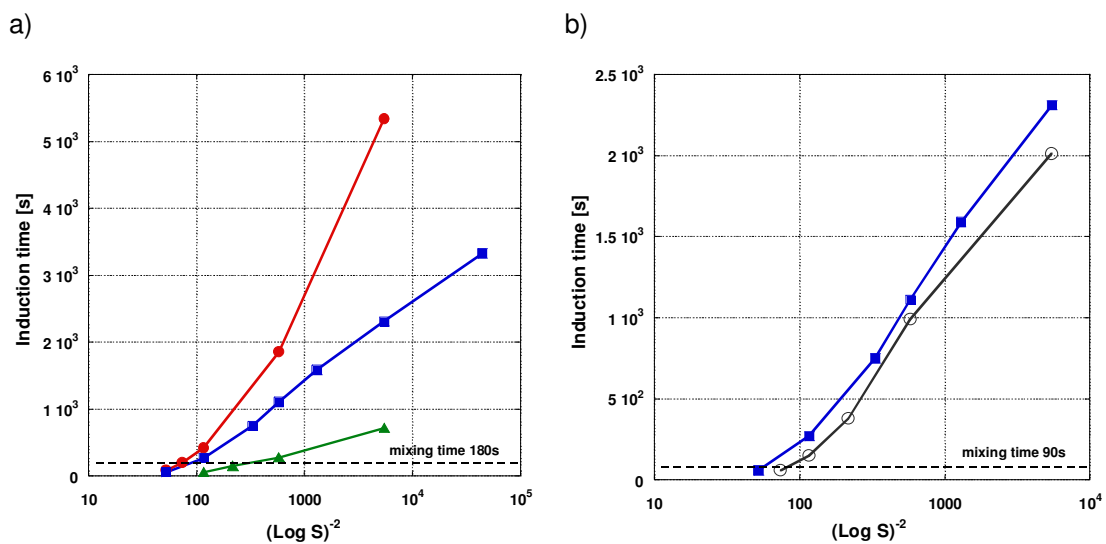 a)
6 10³
5 10³
4 10³
3 10³
2 10³
1 10³
0
Induction time [s]
mixing time 180s
10
100
1000
10⁴
10⁵
(Log S)⁻²
b)
2.5 10³
2 10³
1.5 10³
1 10³
5 10²
0
Induction time [s]
mixing time 90s
10
100
1000
10⁴
(Log S)⁻²